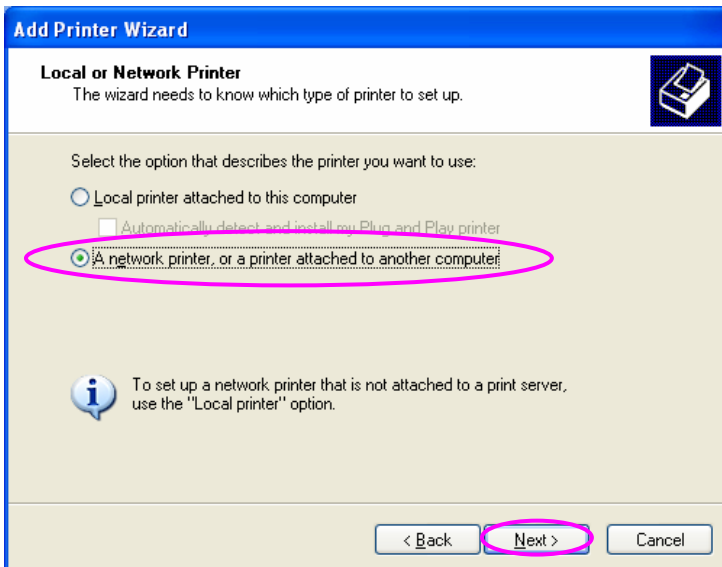 Add Printer Wizard
Local or Network Printer
The wizard needs to know which type of printer to set up.
Select the option that describes the printer you want to use:
Local printer attached to this computer
Automatically detect and install my Plug and Play printer
A network printer, or a printer attached to another computer
To set up a network printer that is not attached to a print server,
use the "Local printer" option.
< Back Next > Cancel